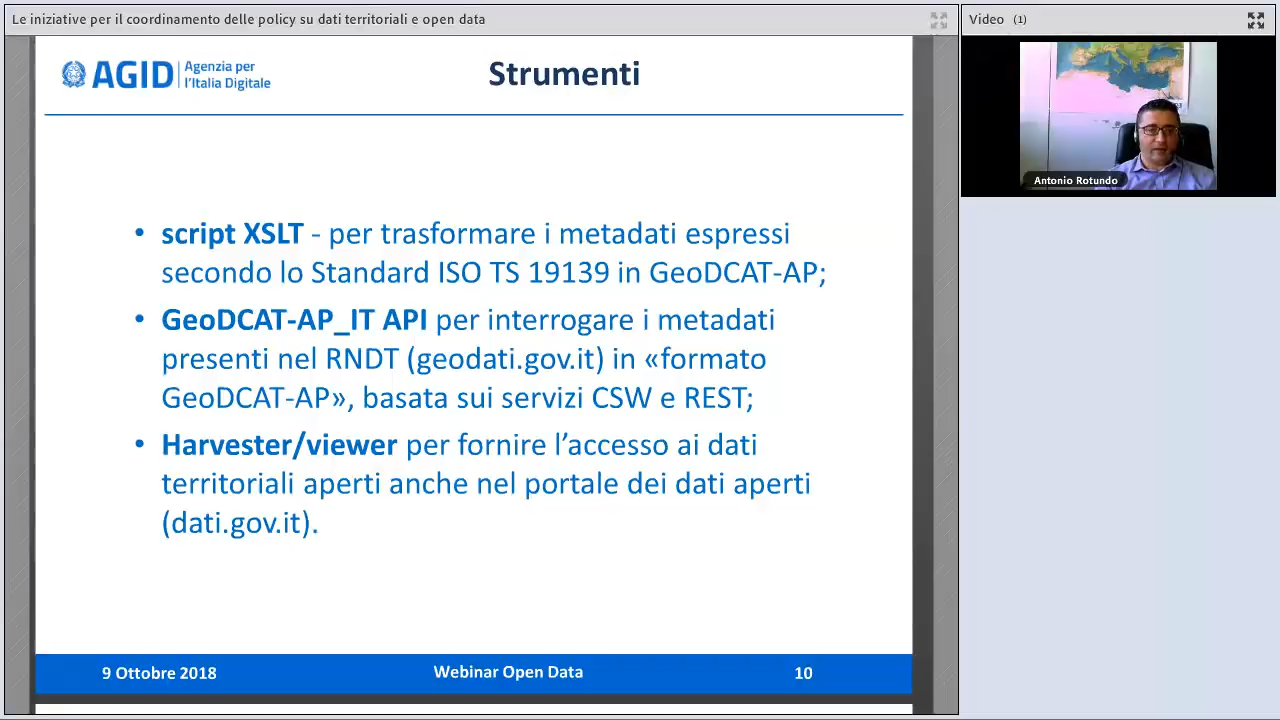 Le iniziative per il coordinamento delle policy su dati territoriali e open data
Video (1)
AGID
Agenzia per
l'Italia Digitale
Strumenti
Antonio Rotundo
• script XSLT - per trasformare i metadati espressi
secondo lo Standard ISO TS 19139 in GeoDCAT-AP;
• GeoDCAT-AP_IT API per interrogare i metadati
presenti nel RNDT (geodati.gov.it) in «formato
GeoDCAT-AP», basata sui servizi CSW e REST;
• Harvester/viewer per fornire l’accesso ai dati
territoriali aperti anche nel portale dei dati aperti
(dati.gov.it).
9 Ottobre 2018
Webinar Open Data
10